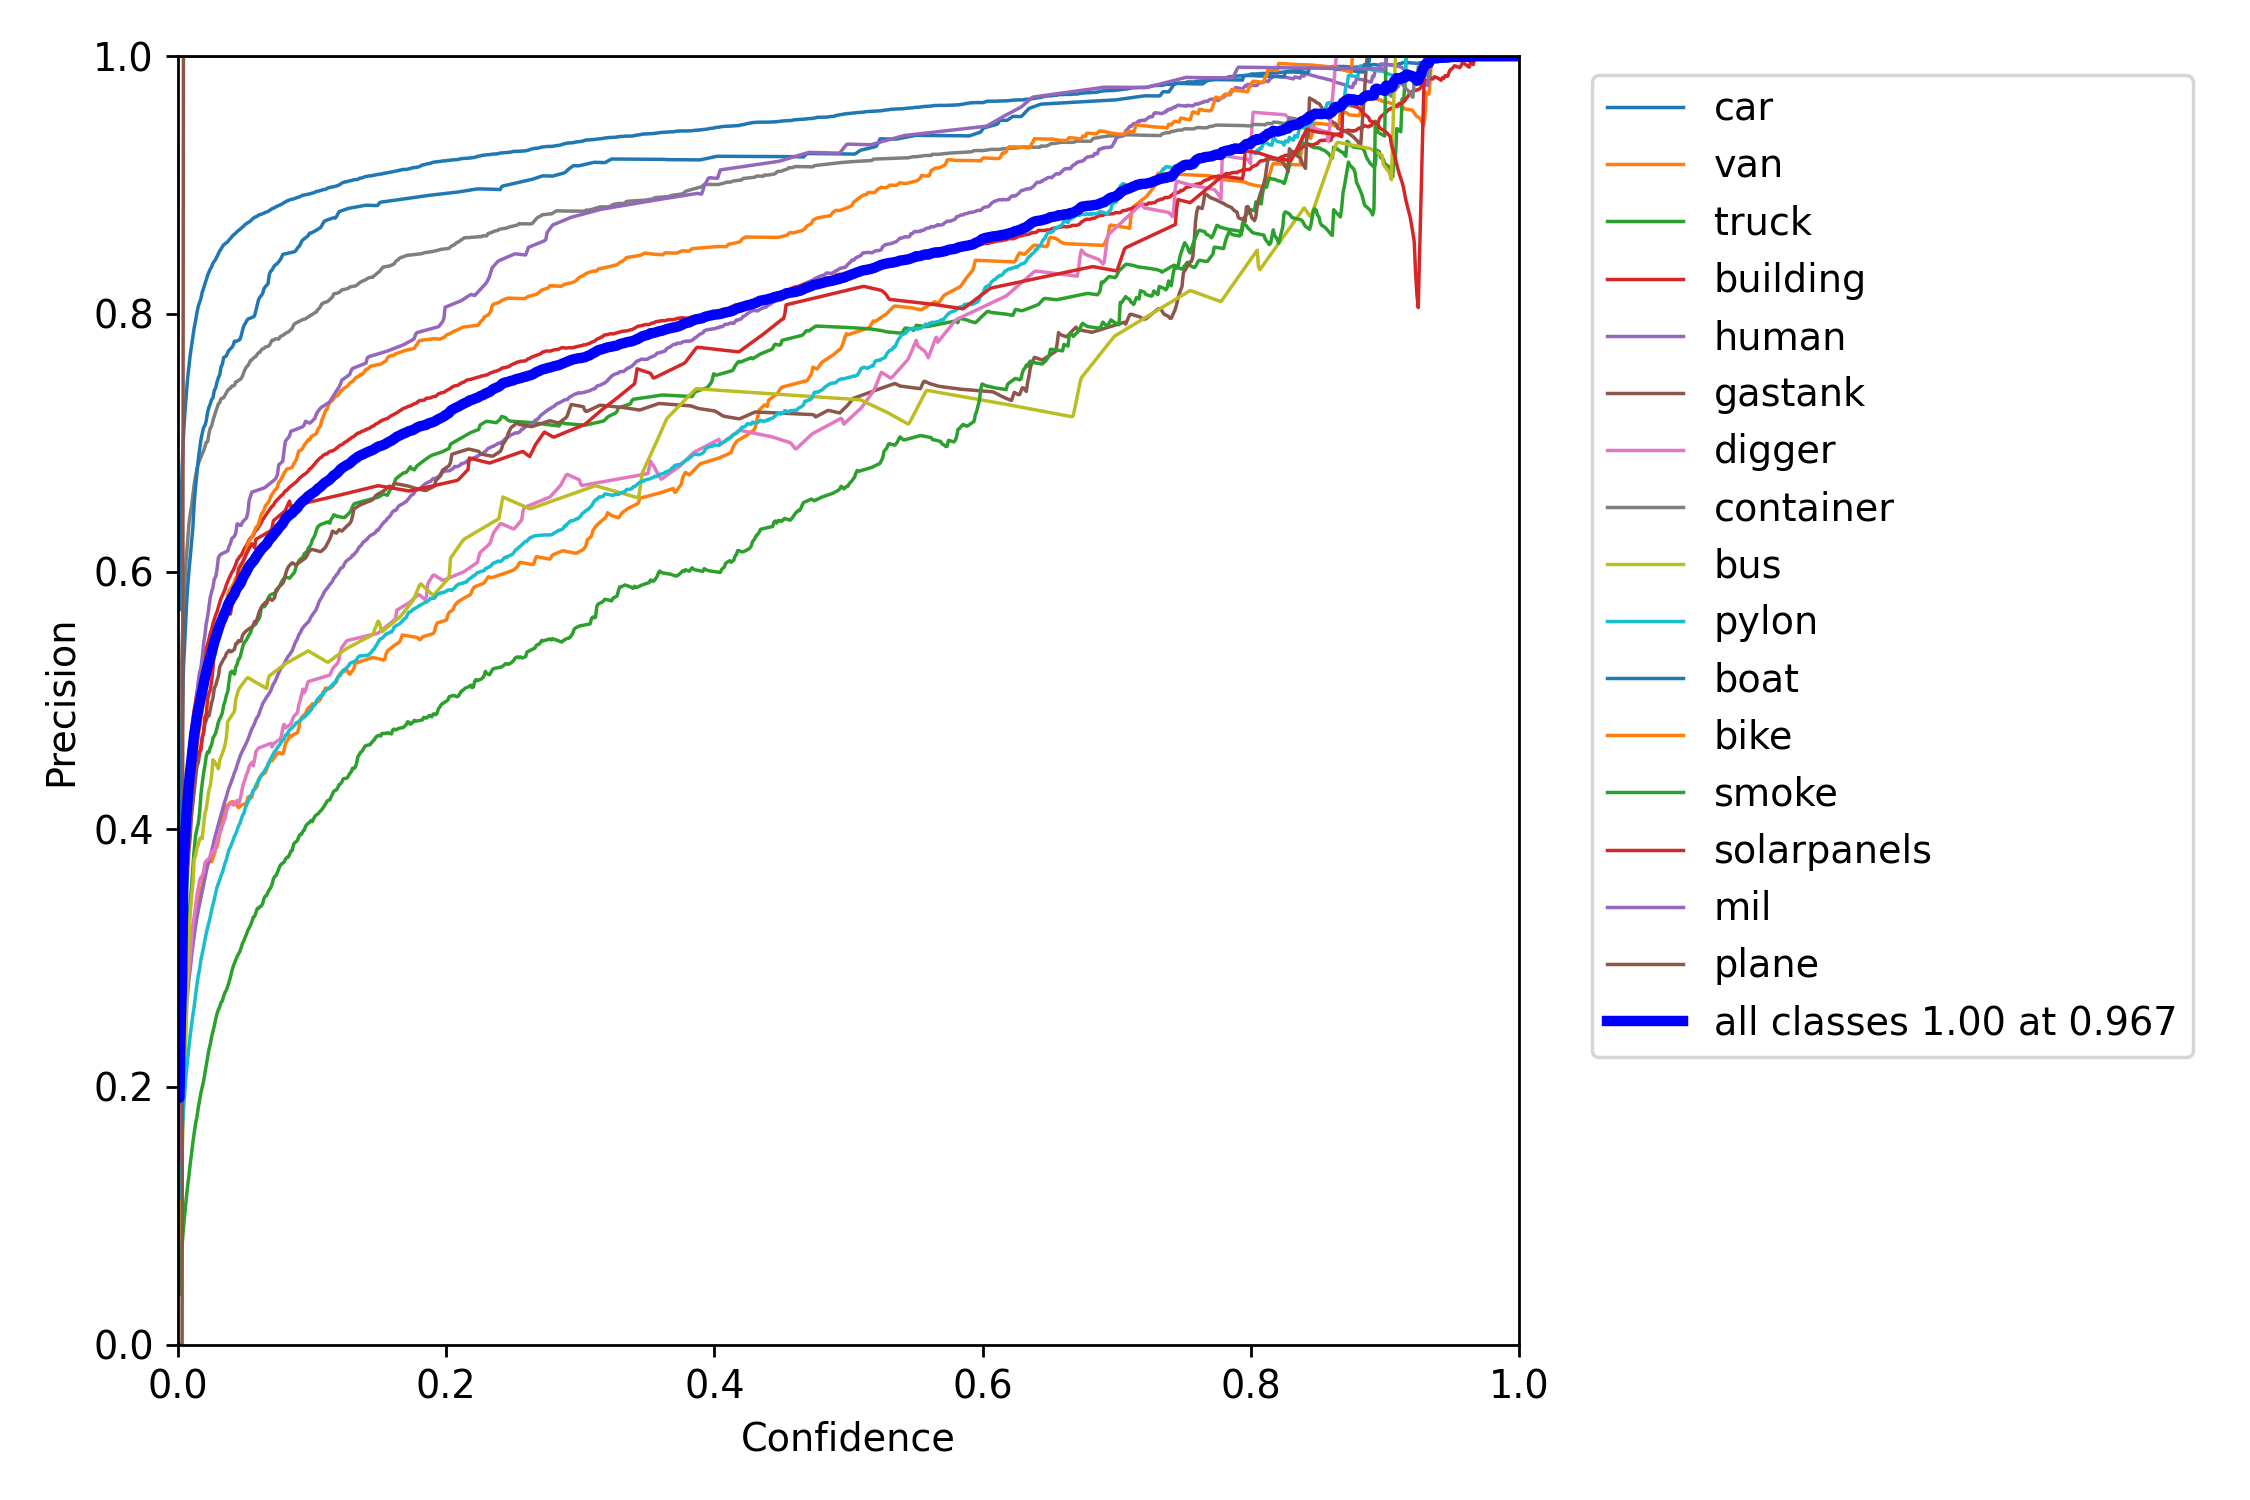 1.0
0.8
0.6
0.4
0.2
0.0
0.0 0.2 0.4 0.6 0.8 1.0
Confidence
Precision
car
van
truck
building
human
gastank
digger
container
bus
pylon
boat
bike
smoke
solarpanels
mil
plane
all classes 1.00 at 0.967